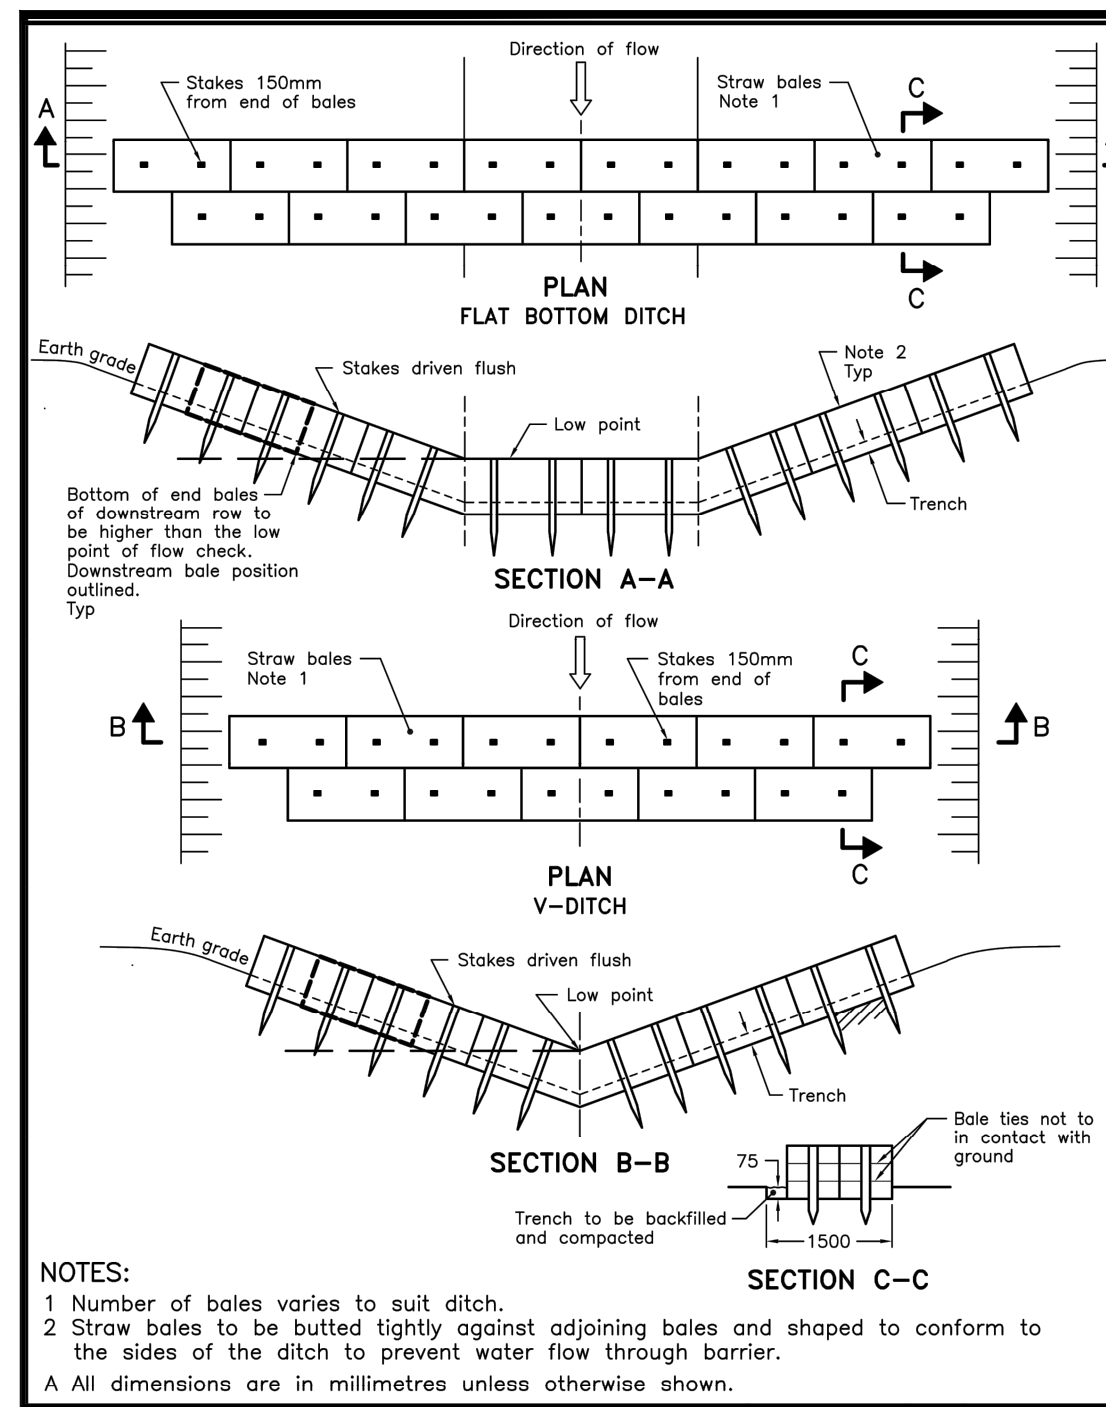 Direction of flow
Stakes 150mm
from end of bales
Straw bales
Note 1
C
A
C
PLAN
FLAT BOTTOM DITCH
Earth grade
Stakes driven flush
Note 2
Typ
Low point
Trench
Bottom of end bales
of downstream row to
be higher than the low
point of flow check.
Downstream bale position
outlined.
Typ
SECTION A-A
Direction of flow
Straw bales
Note 1
Stakes 150mm
from end of
bales
C
B
B
C
PLAN
V-DITCH
Earth grade
Stakes driven flush
Low point
Trench
SECTION B-B
Bale ties not to
in contact with
ground
75
Trench to be backfilled
and compacted
1500
SECTION C-C
NOTES:
1 Number of bales varies to suit ditch.
2 Straw bales to be butted tightly against adjoining bales and shaped to conform to
the sides of the ditch to prevent water flow through barrier.
A All dimensions are in millimetres unless otherwise shown.